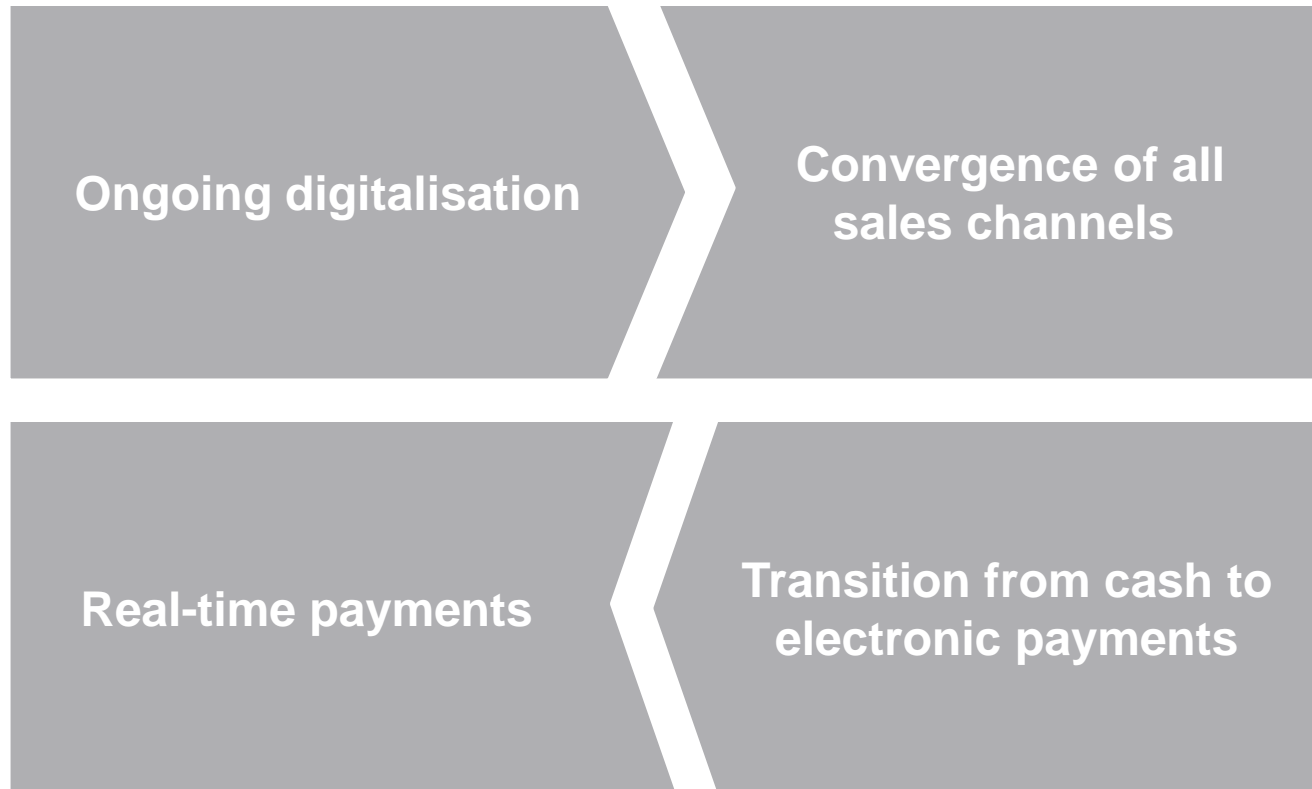 Ongoing digitalisation
Convergence of all
sales channels
Real-time payments
Transition from cash to
electronic payments